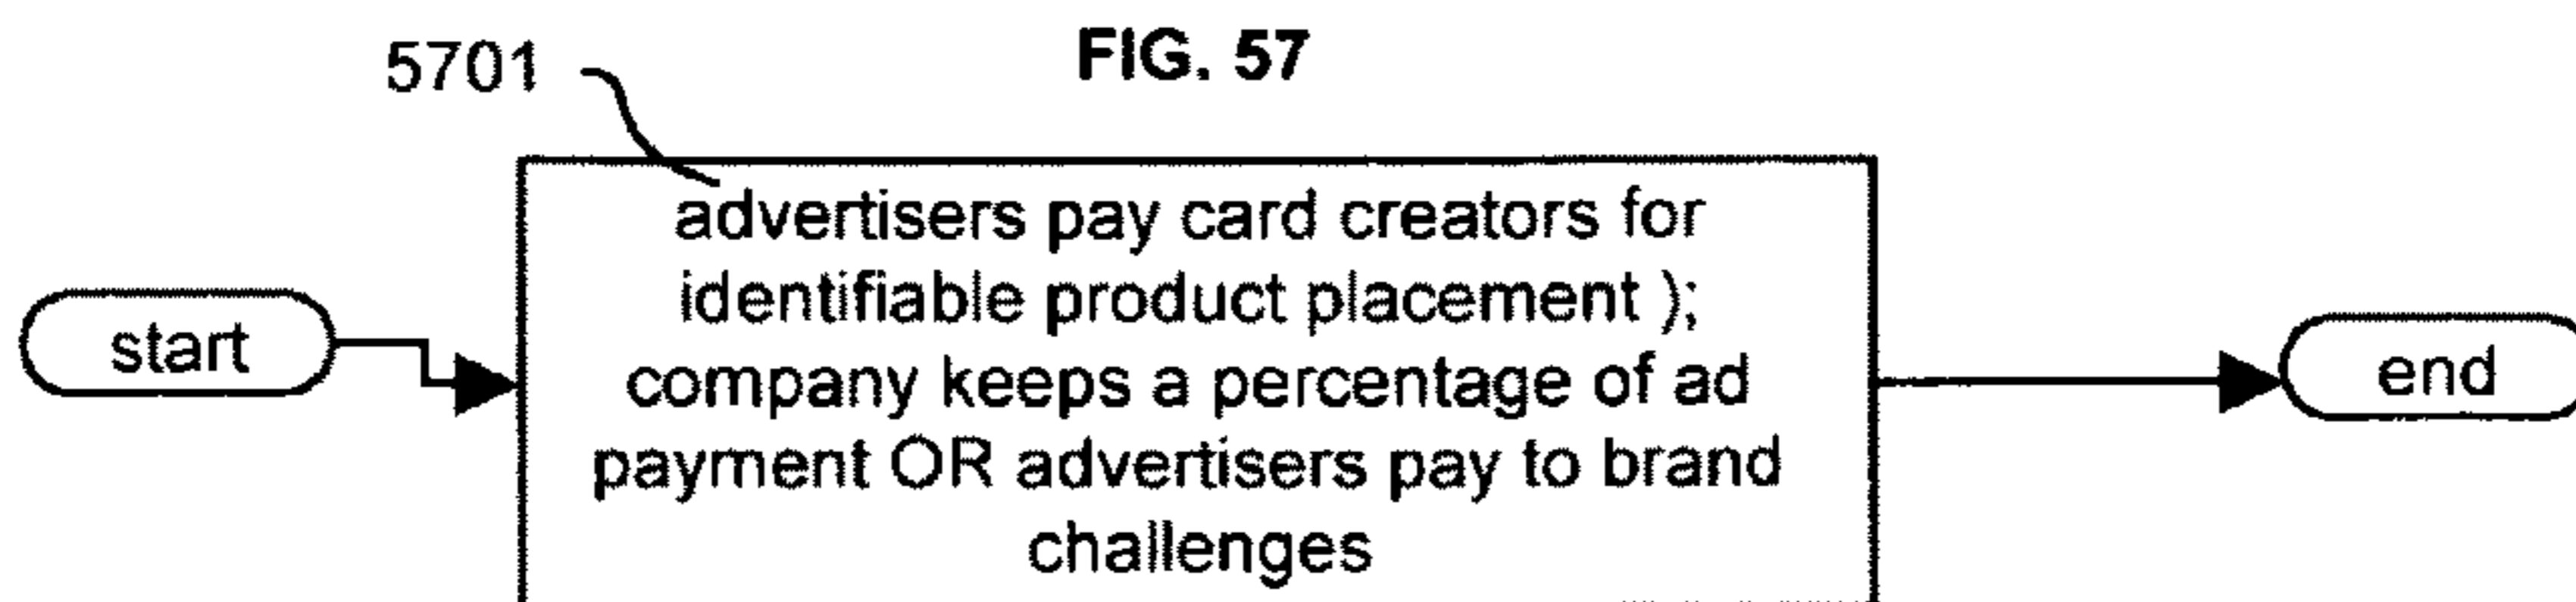 FIG. 57
5701
advertisers pay card creators for
identifiable product placement );
company keeps a percentage of ad
payment OR advertisers pay to brand
challenges
start
end